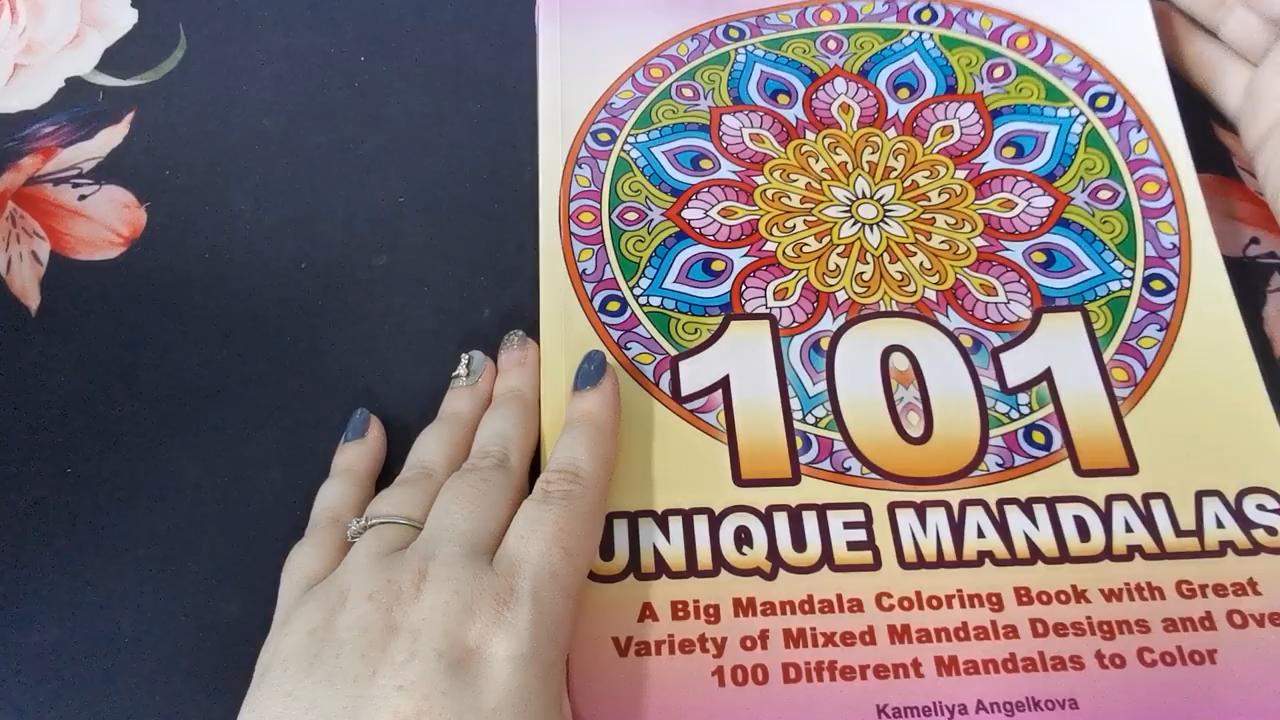 101
UNIQUE MANDALAS
A Big Mandala Coloring Book with Great
Variety of Mixed Mandala Designs and Ove
100 Different Mandalas to Color
Kameliya Angelkova